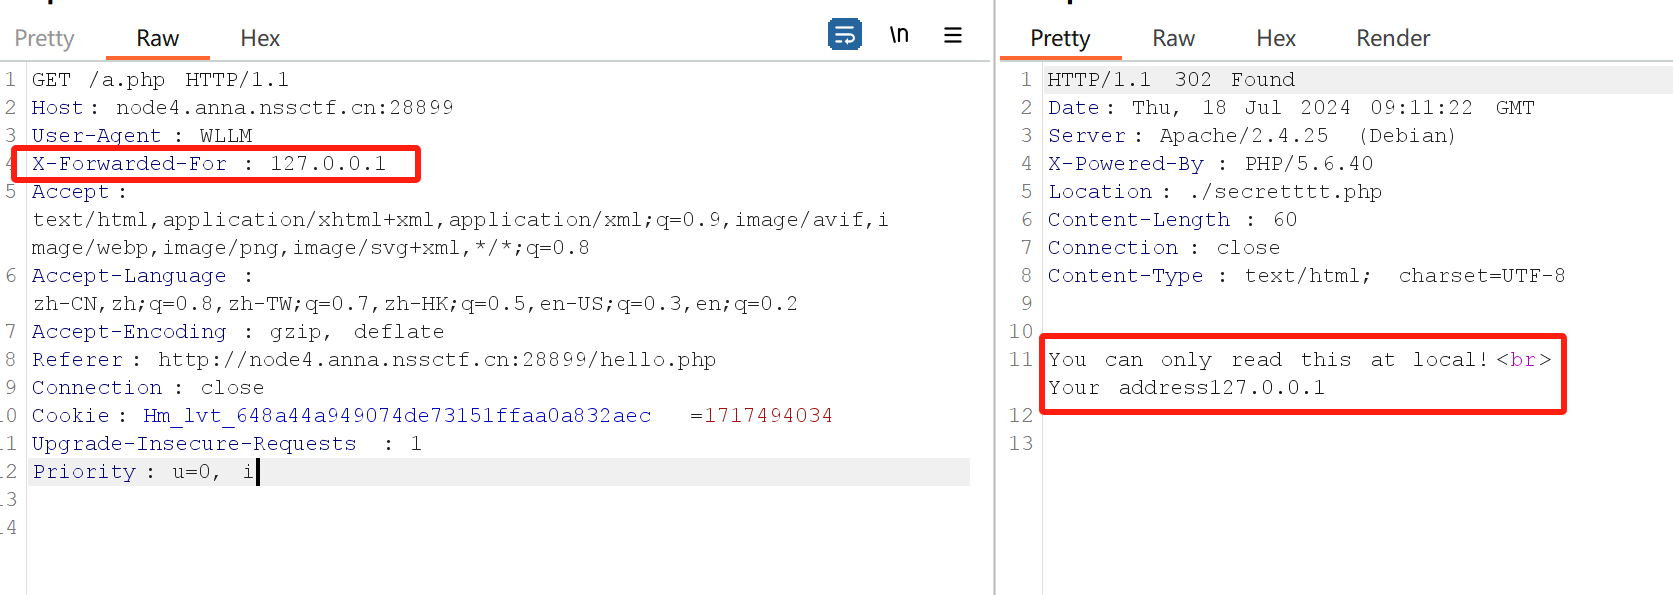 Pretty Raw Hex \n
1 GET /a.php HTTP/1.1
2 Host: node4.anna.nssctf.cn:28899
3 User-Agent : WLLM
4 X-Forwarded-For : 127.0.0.1
5 Accept:
text/html,application/xhtml+xml,application/xml;q=0.9,image/avif,i
mage/webp,image/png,image/svg+xml,*/*;q=0.8
6 Accept-Language :
zh-CN,zh;q=0.8,zh-TW;q=0.7,zh-HK;q=0.5,en-US;q=0.3,en;q=0.2
7 Accept-Encoding : gzip, deflate
8 Referer: http://node4.anna.nssctf.cn:28899/hello.php
9 Connection : close
10 Cookie: Hm_lvt_648a44a949074de73151ffaa0a832aec =1717494034
11 Upgrade-Insecure-Requests : 1
12 Priority: u=0, i
13
14
Pretty Raw Hex Render
1 HTTP/1.1 302 Found
2 Date: Thu, 18 Jul 2024 09:11:22 GMT
3 Server: Apache/2.4.25 (Debian)
4 X-Powered-By : PHP/5.6.40
5 Location: ./secretttt.php
6 Content-Length : 60
7 Connection: close
8 Content-Type : text/html; charset=UTF-8
9
10
11 You can only read this at local!<br>
Your address127.0.0.1
12
13